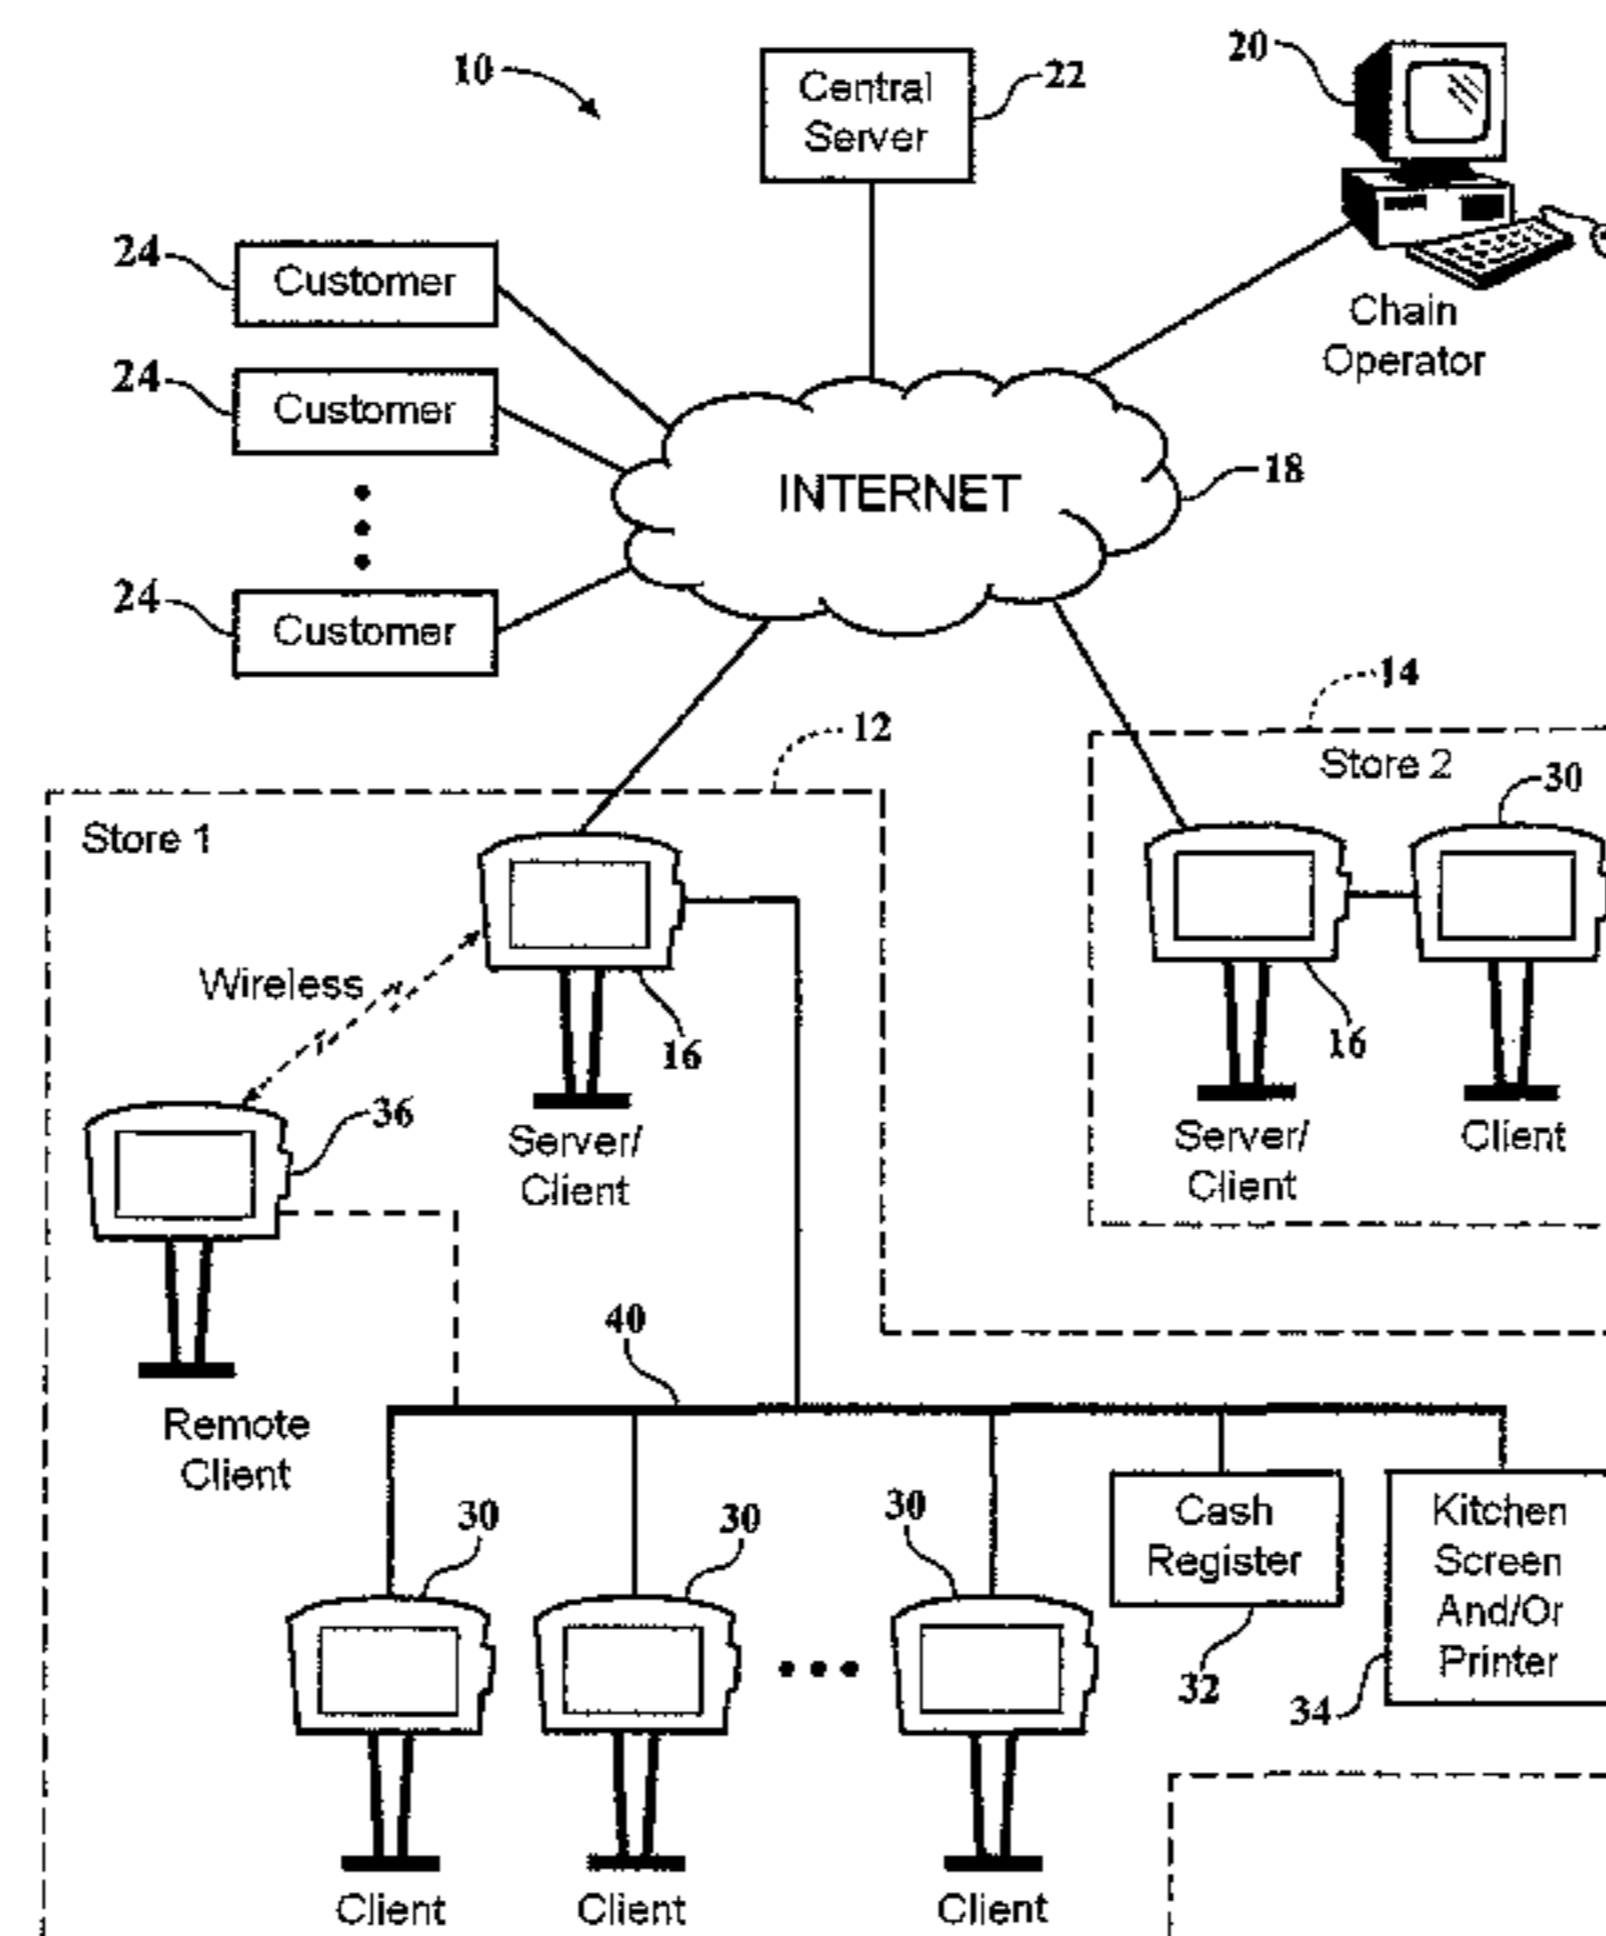 10
Central
Server
22
20
Chain
Operator
24
Customer
24
Customer
24
Customer
INTERNET
18
12
14
Store 1
Store 2
30
Wireless
16
16
36
Server/
Client
Server/
Client
Client
Remote
Client
40
30
30
30
Cash
Register
32
Kitchen
Screen
And/Or
Printer
34
Client
Client
Client